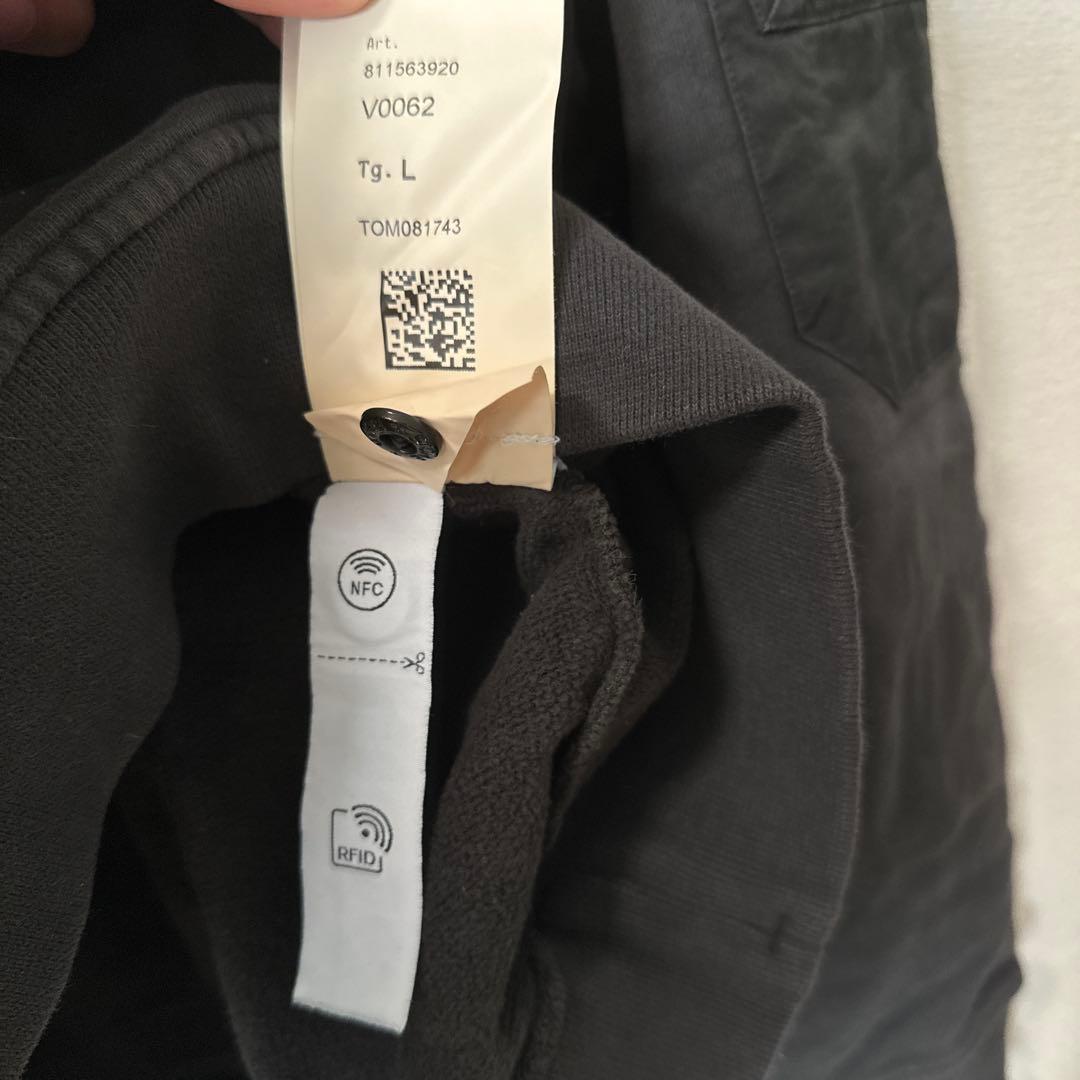 Art.
811563920
V0062
Tg. L
TOM081743
NFC
RFID